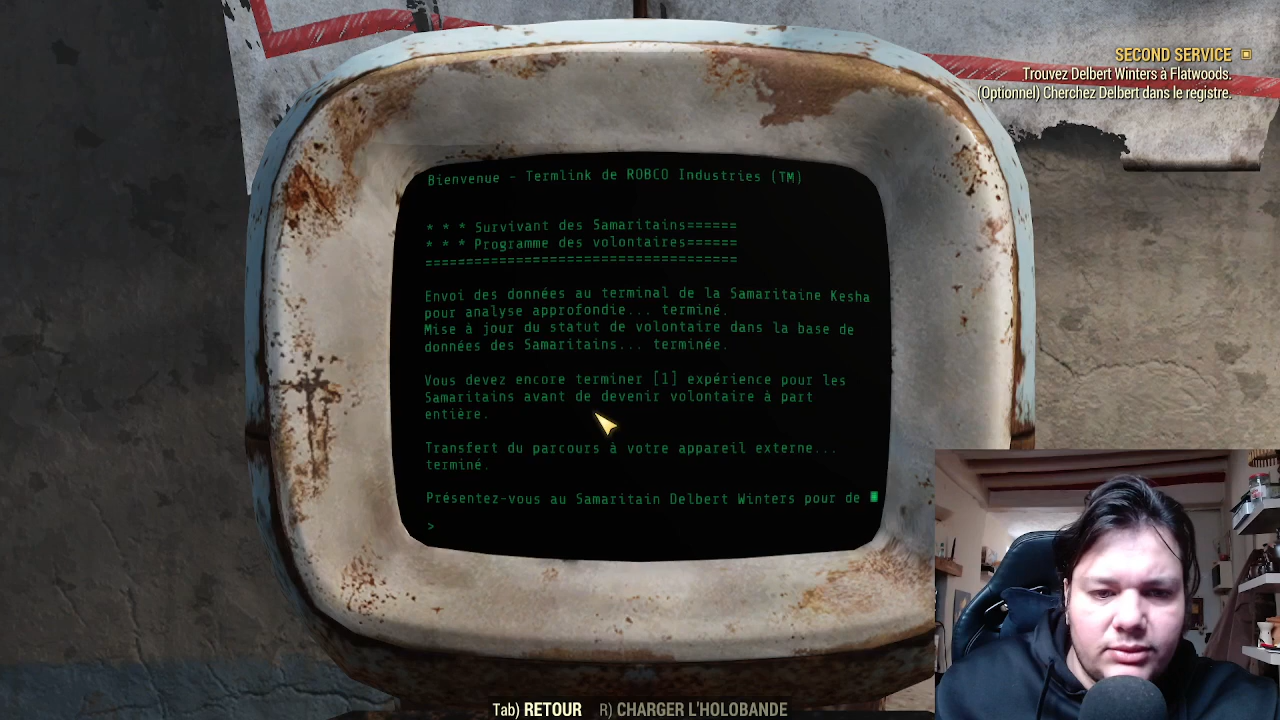 SECOND SERVICE
Trouvez Delbert Winters à Flatwoods.
(Optionnel) Cherchez Delbert dans le registre.
Bienvenue - Termlink de ROBCO Industries (TM)
* * * Survivant des Samaritains======
* * * Programme des volontaires======
=====================================
Envoi des données au terminal de la Samaritaine Kesha
pour analyse approfondie... terminé.
Mise à jour du statut de volontaire dans la base de
données des Samaritains... terminée.
Vous devez encore terminer [1] expérience pour les
Samaritains avant de devenir volontaire à part
entière.
Transfert du parcours à votre appareil externe...
terminé.
Présentez-vous au Samaritain Delbert Winters pour de
>
Tab) RETOUR R) CHARGER L'HOLOBANDE